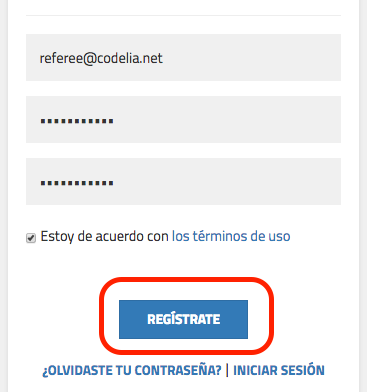 referee@codelia.net
•••••••••••
•••••••••••
Estoy de acuerdo con los términos de uso
REGÍSTRATE
¿OLVIDASTE TU CONTRASEÑA? | INICIAR SESIÓN